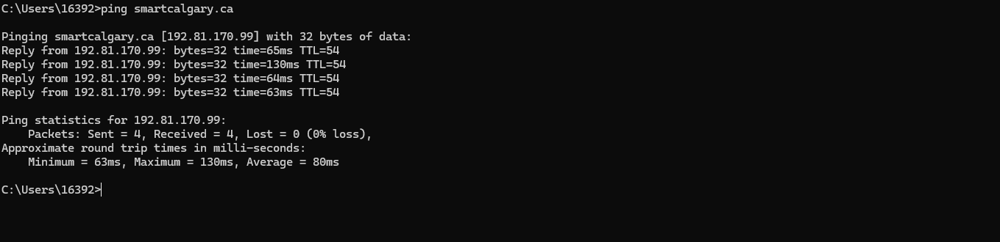 C:\Users\16392>ping smartcalgary.ca
Pinging smartcalgary.ca [192.81.170.99] with 32 bytes of data:
Reply from 192.81.170.99: bytes=32 time=65ms TTL=54
Reply from 192.81.170.99: bytes=32 time=130ms TTL=54
Reply from 192.81.170.99: bytes=32 time=64ms TTL=54
Reply from 192.81.170.99: bytes=32 time=63ms TTL=54
Ping statistics for 192.81.170.99:
    Packets: Sent = 4, Received = 4, Lost = 0 (0% loss),
Approximate round trip times in milli-seconds:
    Minimum = 63ms, Maximum = 130ms, Average = 80ms
C:\Users\16392>